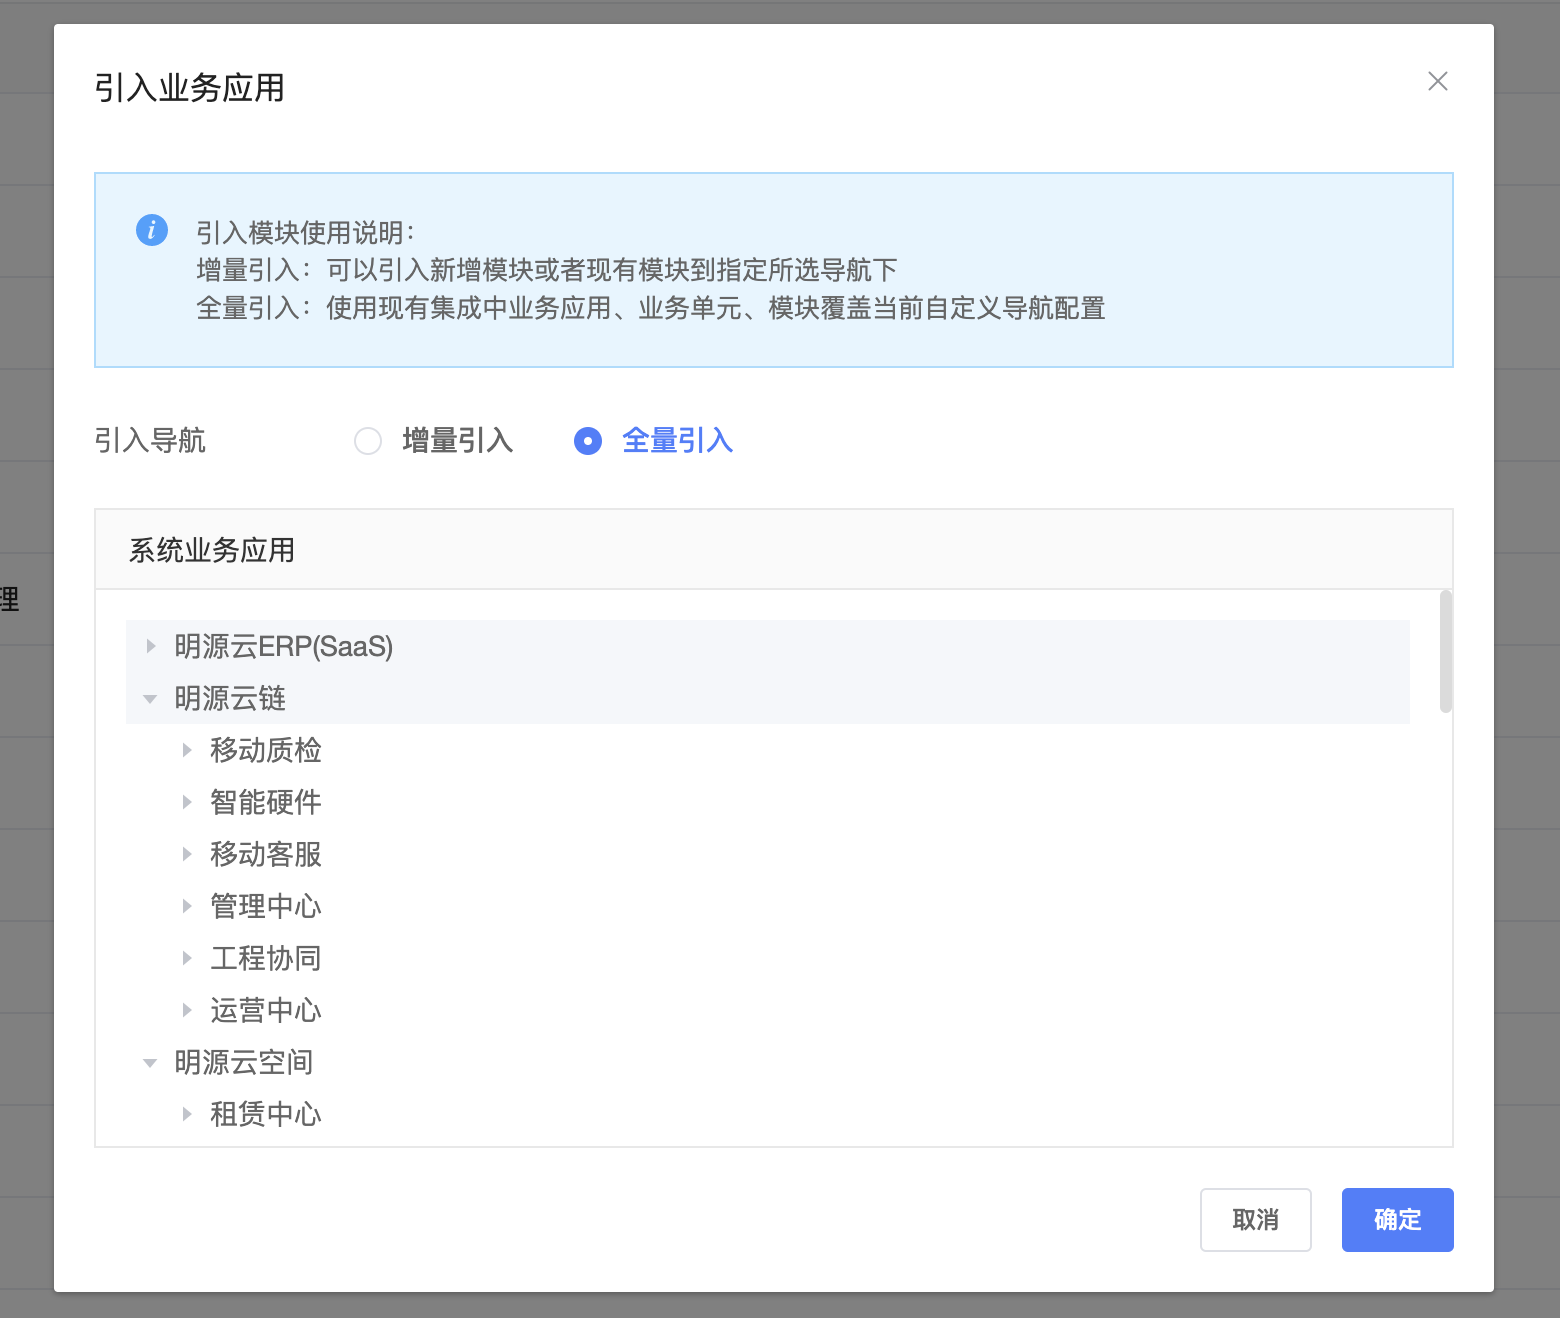 引入业务应用
引入模块使用说明：
增量引入：可以引入新增模块或者现有模块到指定所选导航下
全量引入：使用现有集成中业务应用、业务单元、模块覆盖当前自定义导航配置
引入导航 增量引入 全量引入
系统业务应用
理
明源云ERP(SaaS)
明源云链
移动质检
智能硬件
移动客服
管理中心
工程协同
运营中心
明源云空间
租赁中心
取消 确定